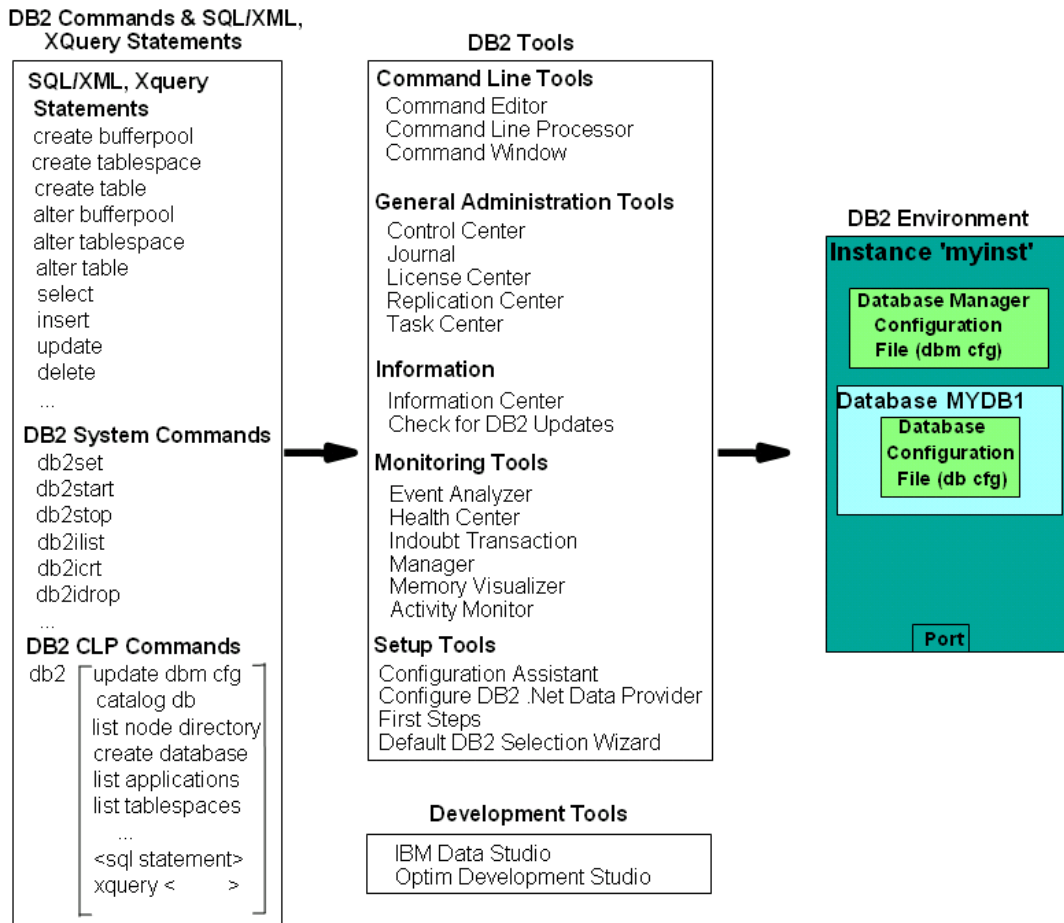 DB2 Commands & SQL/XML,
XQuery Statements
SQL/XML, Xquery
Statements
create bufferpool
create tablespace
create table
alter bufferpool
alter tablespace
alter table
select
insert
update
delete
...
DB2 System Commands
db2set
db2start
db2stop
db2ilist
db2icrt
db2idrop
...
DB2 CLP Commands
db2
update dbm cfg
catalog db
list node directory
create database
list applications
list tablespaces
...
<sql statement>
xquery < >
DB2 Tools
Command Line Tools
Command Editor
Command Line Processor
Command Window
General Administration Tools
Control Center
Journal
License Center
Replication Center
Task Center
Information
Information Center
Check for DB2 Updates
Monitoring Tools
Event Analyzer
Health Center
Indoubt Transaction
Manager
Memory Visualizer
Activity Monitor
Setup Tools
Configuration Assistant
Configure DB2 .Net Data Provider
First Steps
Default DB2 Selection Wizard
Development Tools
IBM Data Studio
Optim Development Studio
DB2 Environment
Instance 'myinst'
Database Manager
Configuration
File (dbm cfg)
Database MYDB1
Database
Configuration
File (db cfg)
Port